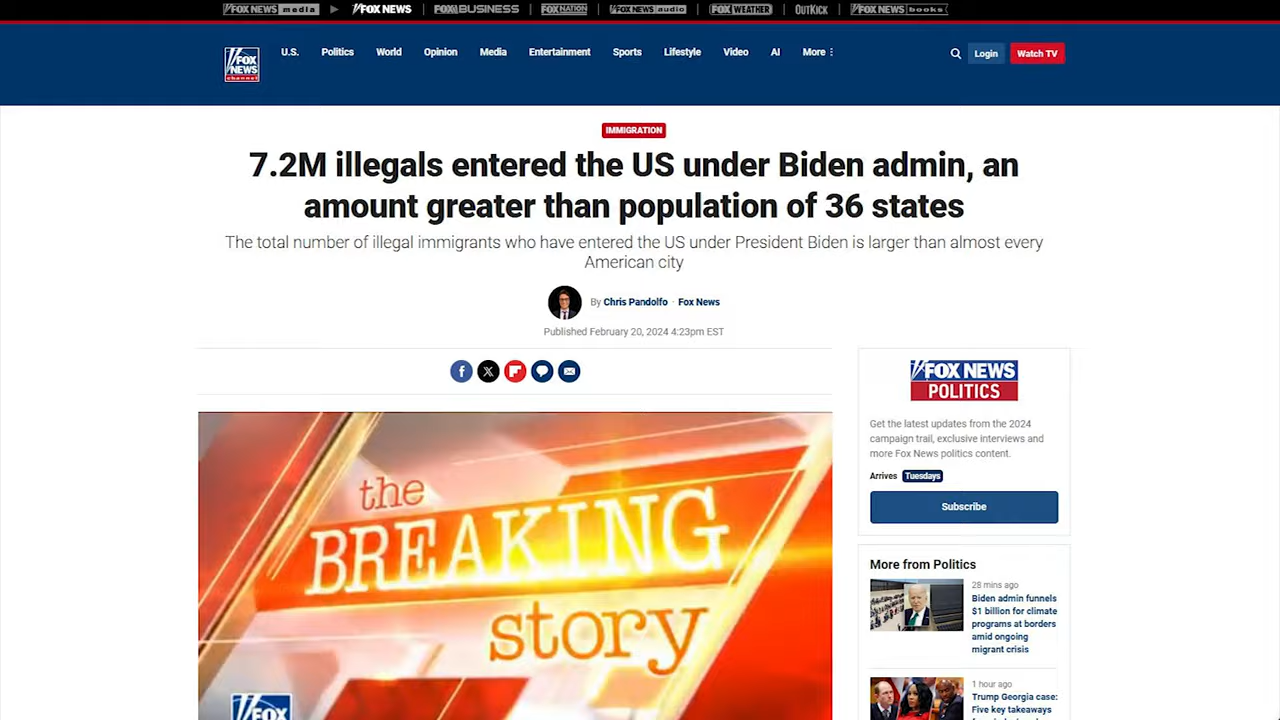 FOX NEWS media
FOX NEWS
FOX BUSINESS
FOX NATION
FOX NEWS audio
FOX WEATHER
OUTKICK
FOX NEWS books
FOX
NEWS
channel
U.S.
Politics
World
Opinion
Media
Entertainment
Sports
Lifestyle
Video
AI
More
Login
Watch TV
IMMIGRATION
7.2M illegals entered the US under Biden admin, an
amount greater than population of 36 states
The total number of illegal immigrants who have entered the US under President Biden is larger than almost every
American city
By Chris Pandolfo · Fox News
Published February 20, 2024 4:23pm EST
the
BREAKING
story
FOX
FOX NEWS
POLITICS
Get the latest updates from the 2024
campaign trail, exclusive interviews and
more Fox News politics content.
Arrives Tuesdays
Subscribe
More from Politics
28 mins ago
Biden admin funnels
$1 billion for climate
programs at borders
amid ongoing
migrant crisis
1 hour ago
Trump Georgia case:
Five key takeaways